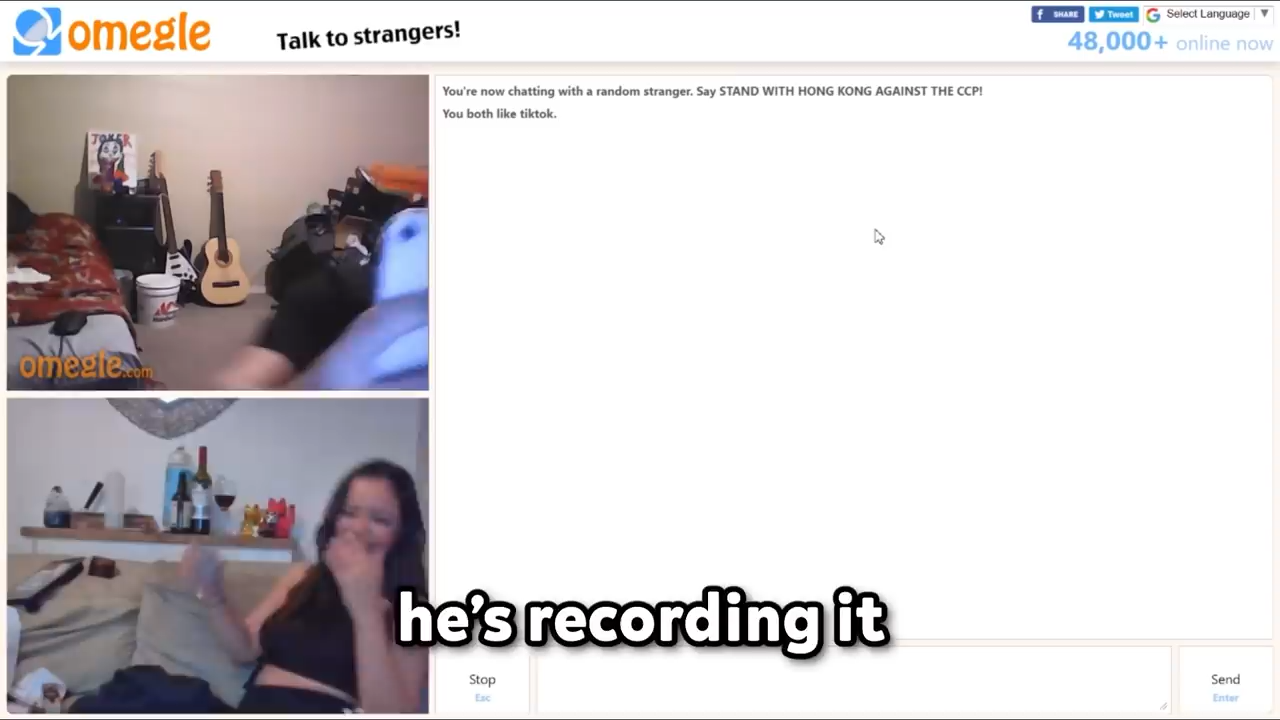 omegle
Talk to strangers!
SHARE
Tweet
Select Language
48,000+ online now
You're now chatting with a random stranger. Say STAND WITH HONG KONG AGAINST THE CCP!
You both like tiktok.
JOKER
omegle.com
he's recording it
Stop
Esc
Send
Enter